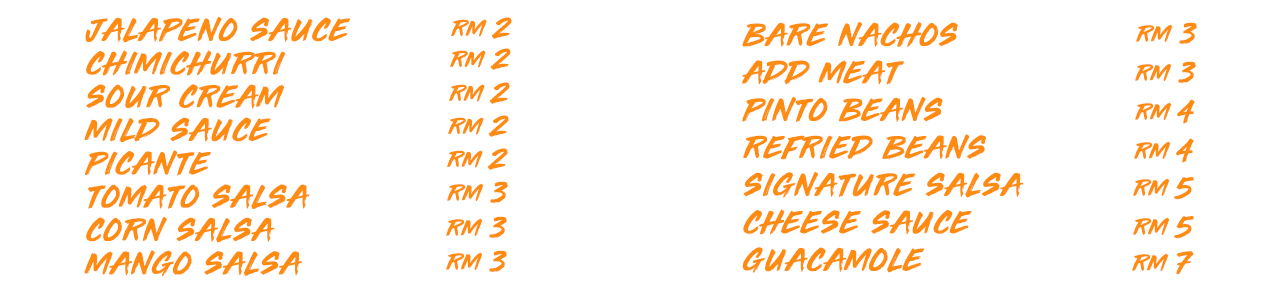 JALAPENO SAUCE RM 2
CHIMICHURRI RM 2
SOUR CREAM RM 2
MILD SAUCE RM 2
PICANTE RM 2
TOMATO SALSA RM 3
CORN SALSA RM 3
MANGO SALSA RM 3
BARE NACHOS RM 3
ADD MEAT RM 3
PINTO BEANS RM 4
REFRIED BEANS RM 4
SIGNATURE SALSA RM 5
CHEESE SAUCE RM 5
GUACAMOLE RM 7